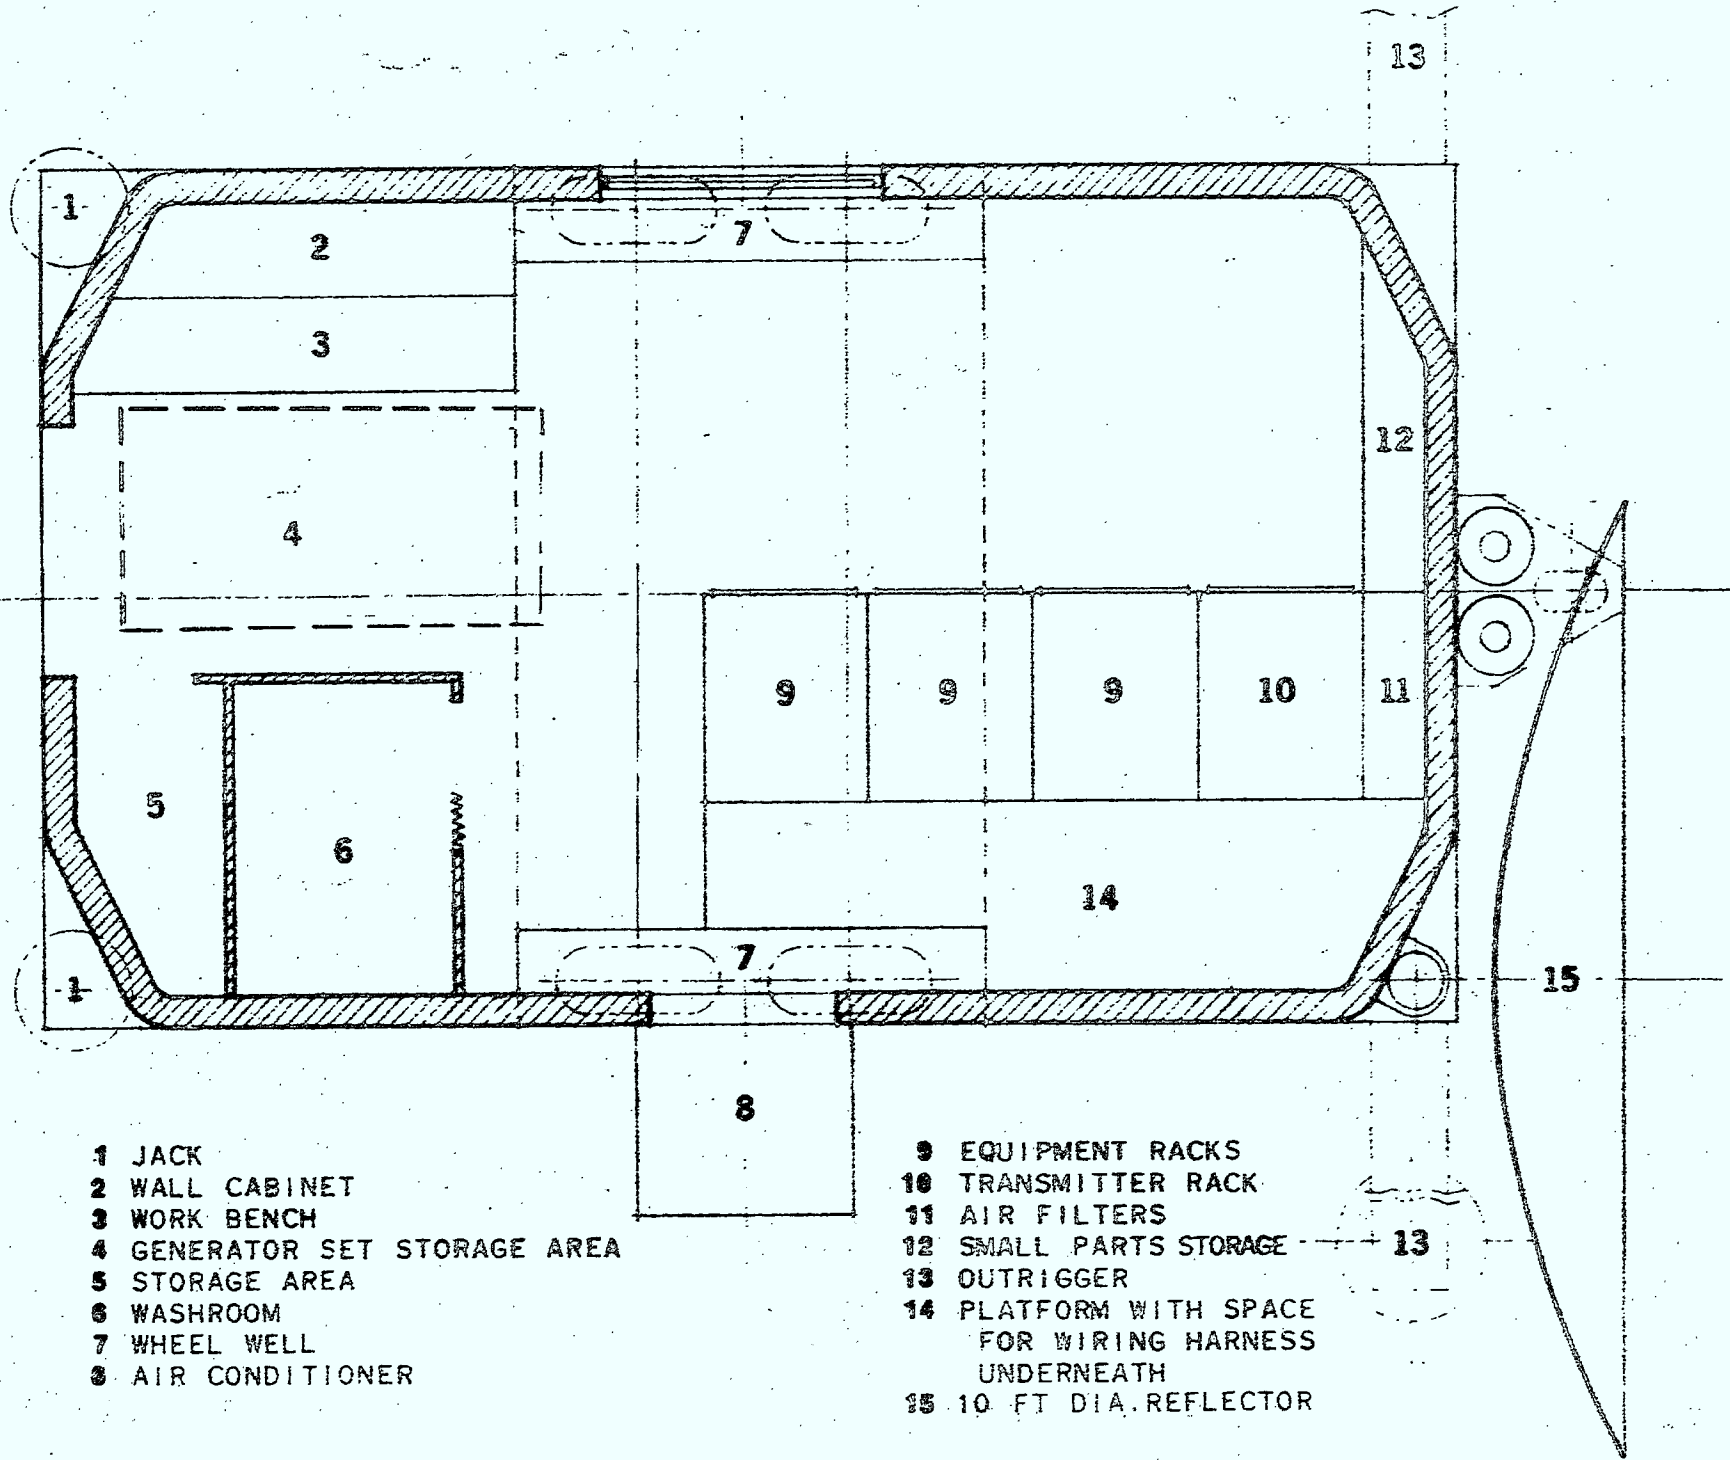 13
1
2
7
3
12
4
9 9 9 10 11
5
6
14
7
1
15
8
13
1 JACK
2 WALL CABINET
3 WORK BENCH
4 GENERATOR SET STORAGE AREA
5 STORAGE AREA
6 WASHROOM
7 WHEEL WELL
8 AIR CONDITIONER
9 EQUIPMENT RACKS
10 TRANSMITTER RACK
11 AIR FILTERS
12 SMALL PARTS STORAGE
13 OUTRIGGER
14 PLATFORM WITH SPACE
FOR WIRING HARNESS
UNDERNEATH
15 10 FT DIA. REFLECTOR